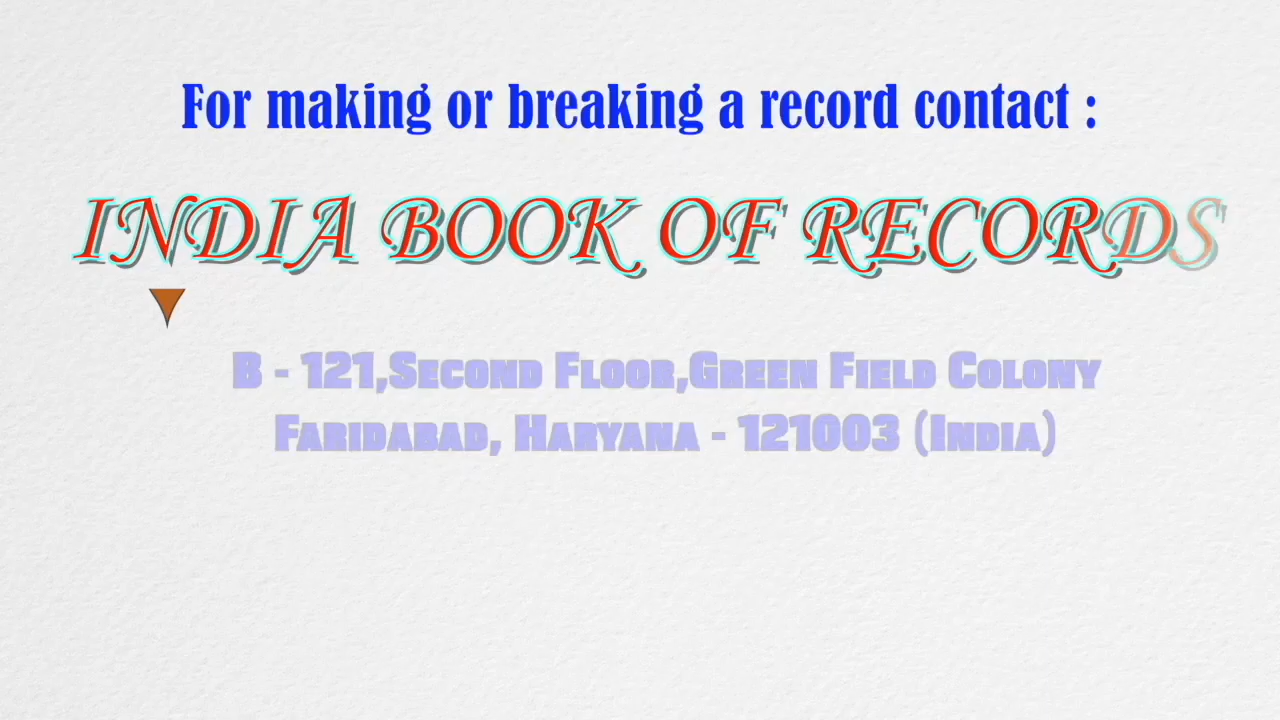 For making or breaking a record contact :
INDIA BOOK OF RECORDS
B - 121,Second Floor,Green Field Colony
Faridabad, Haryana - 121003 (India)